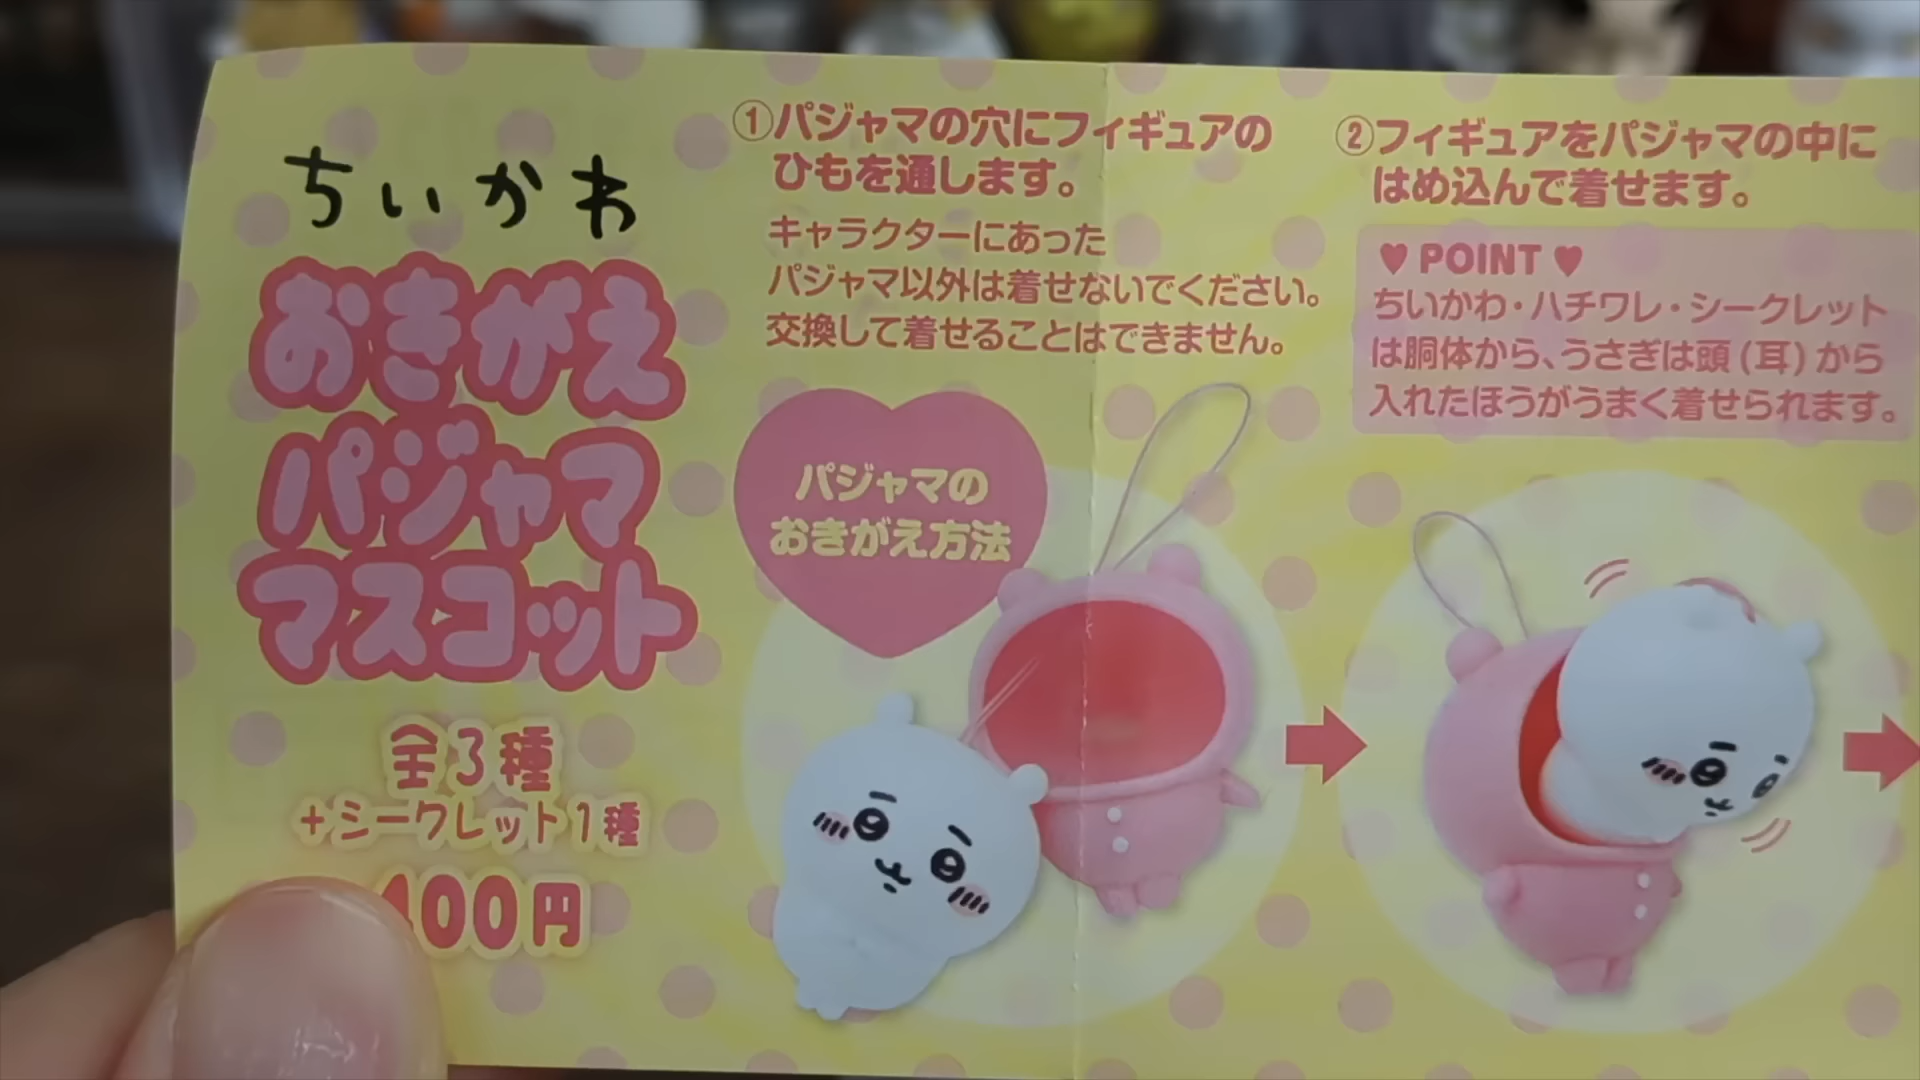 ちいかわ
おきがえ
パジャマ
マスコット
全3種
+シークレット1種
400円
①パジャマの穴にフィギュアの
ひもを通します。
キャラクターにあった
パジャマ以外は着せないでください。
交換して着せることはできません。
パジャマの
おきがえ方法
②フィギュアをパジャマの中に
はめ込んで着せます。
♥ POINT ♥
ちいかわ・ハチワレ・シークレット
は胴体から、うさぎは頭(耳)から
入れたほうがうまく着せられます。